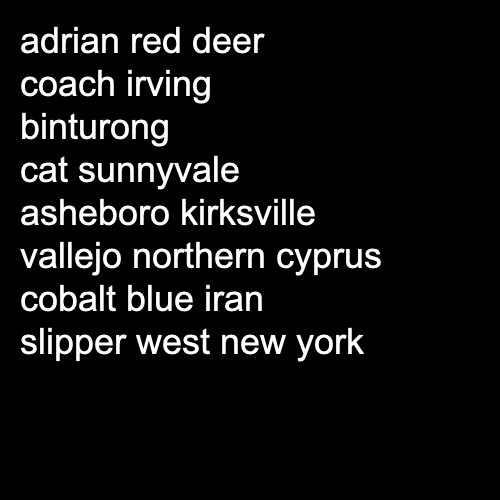 adrian red deer
coach irving
binturong
cat sunnyvale
asheboro kirksville
vallejo northern cyprus
cobalt blue iran
slipper west new york